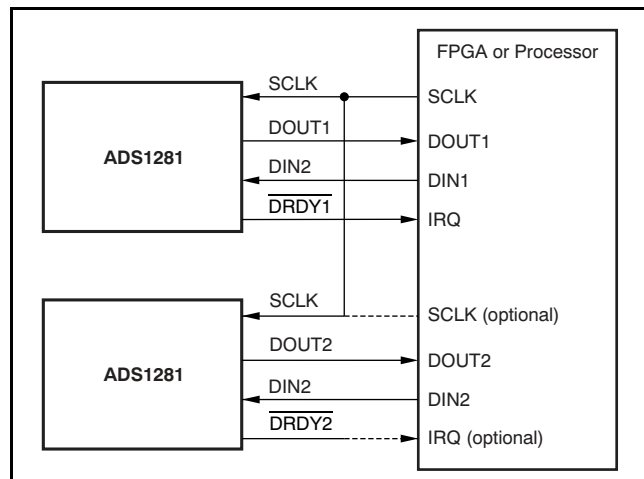 FPGA or Processor
SCLK
SCLK
ADS1281
DOUT1
DOUT1
DIN2
DIN1
DRDY1
IRQ
SCLK
SCLK (optional)
ADS1281
DOUT2
DOUT2
DIN2
DIN2
DRDY2
IRQ (optional)